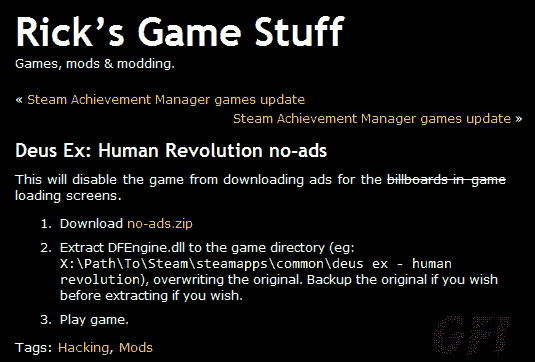 Rick's Game Stuff
Games, mods & modding.
« Steam Achievement Manager games update
Steam Achievement Manager games update »
Deus Ex: Human Revolution no-ads
This will disable the game from downloading ads for the billboards in-game
loading screens.
1. Download no-ads.zip
2. Extract DFEngine.dll to the game directory (eg:
X:\Path\To\Steam\steamapps\common\deus ex - human
revolution), overwriting the original. Backup the original if you wish
before extracting if you wish.
3. Play game.
Tags: Hacking, Mods
GFI